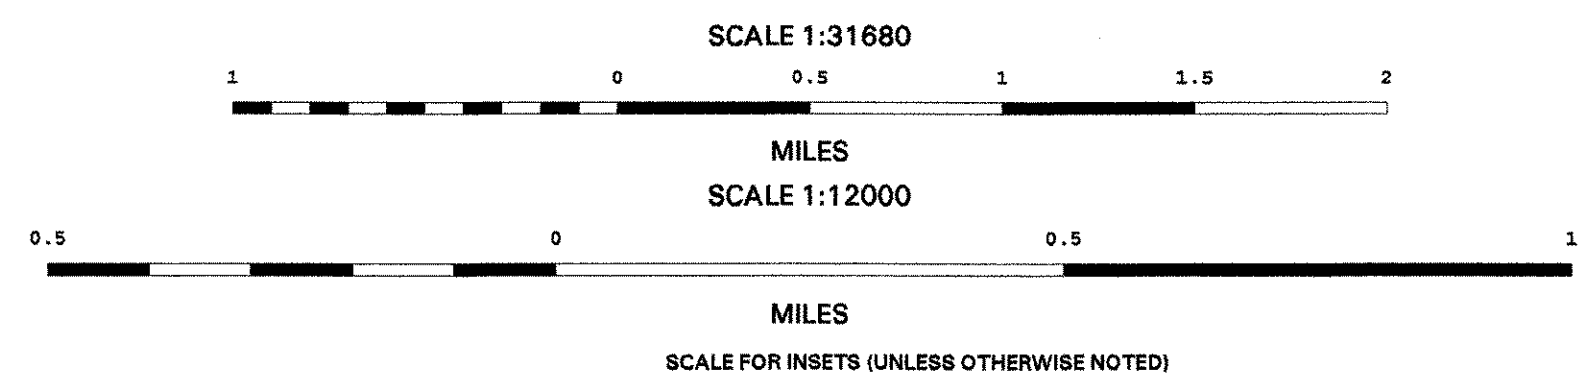 SCALE 1:31680
1 0 0.5 1 1.5 2
MILES
SCALE 1:12000
0.5 0 0.5 1
MILES
SCALE FOR INSETS (UNLESS OTHERWISE NOTED)